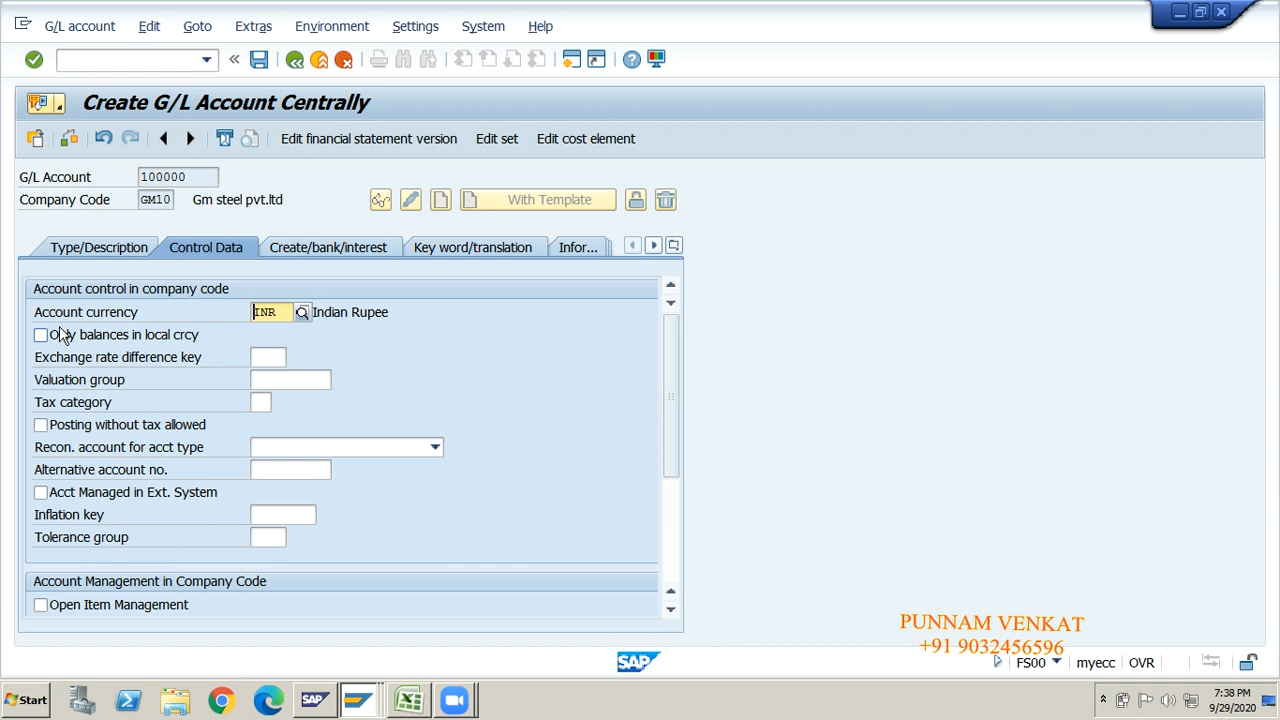 G/L account Edit Goto Extras Environment Settings System Help
Create G/L Account Centrally
Edit financial statement version Edit set Edit cost element
G/L Account 100000
Company Code GM10 Gm steel pvt.ltd With Template
Type/Description Control Data Create/bank/interest Key word/translation Infor...
Account control in company code
Account currency INR Indian Rupee
balances in local crcy
Exchange rate difference key
Valuation group
Tax category
Posting without tax allowed
Recon. account for acct type
Alternative account no.
Acct Managed in Ext. System
Inflation key
Tolerance group
Account Management in Company Code
Open Item Management
PUNNAM VENKAT
+91 9032456596
SAP FS00 myecc OVR
Start SAP 7:38 PM
9/29/2020